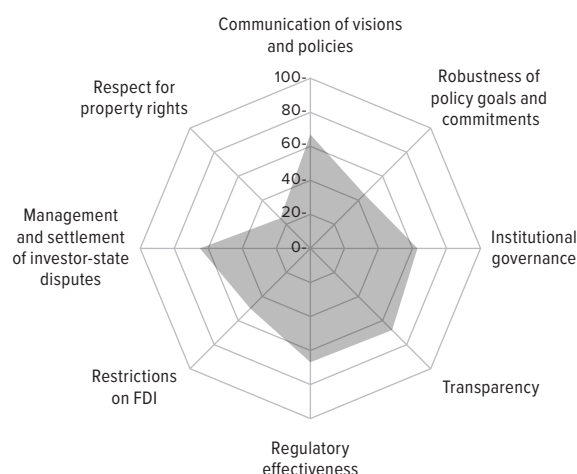 Communication of visions
and policies
Robustness of
policy goals and
commitments
Institutional
governance
Transparency
Regulatory
effectiveness
Restrictions
on FDI
Management
and settlement
of investor-state
disputes
Respect for
property rights
100-
80-
60-
40-
20-
0-